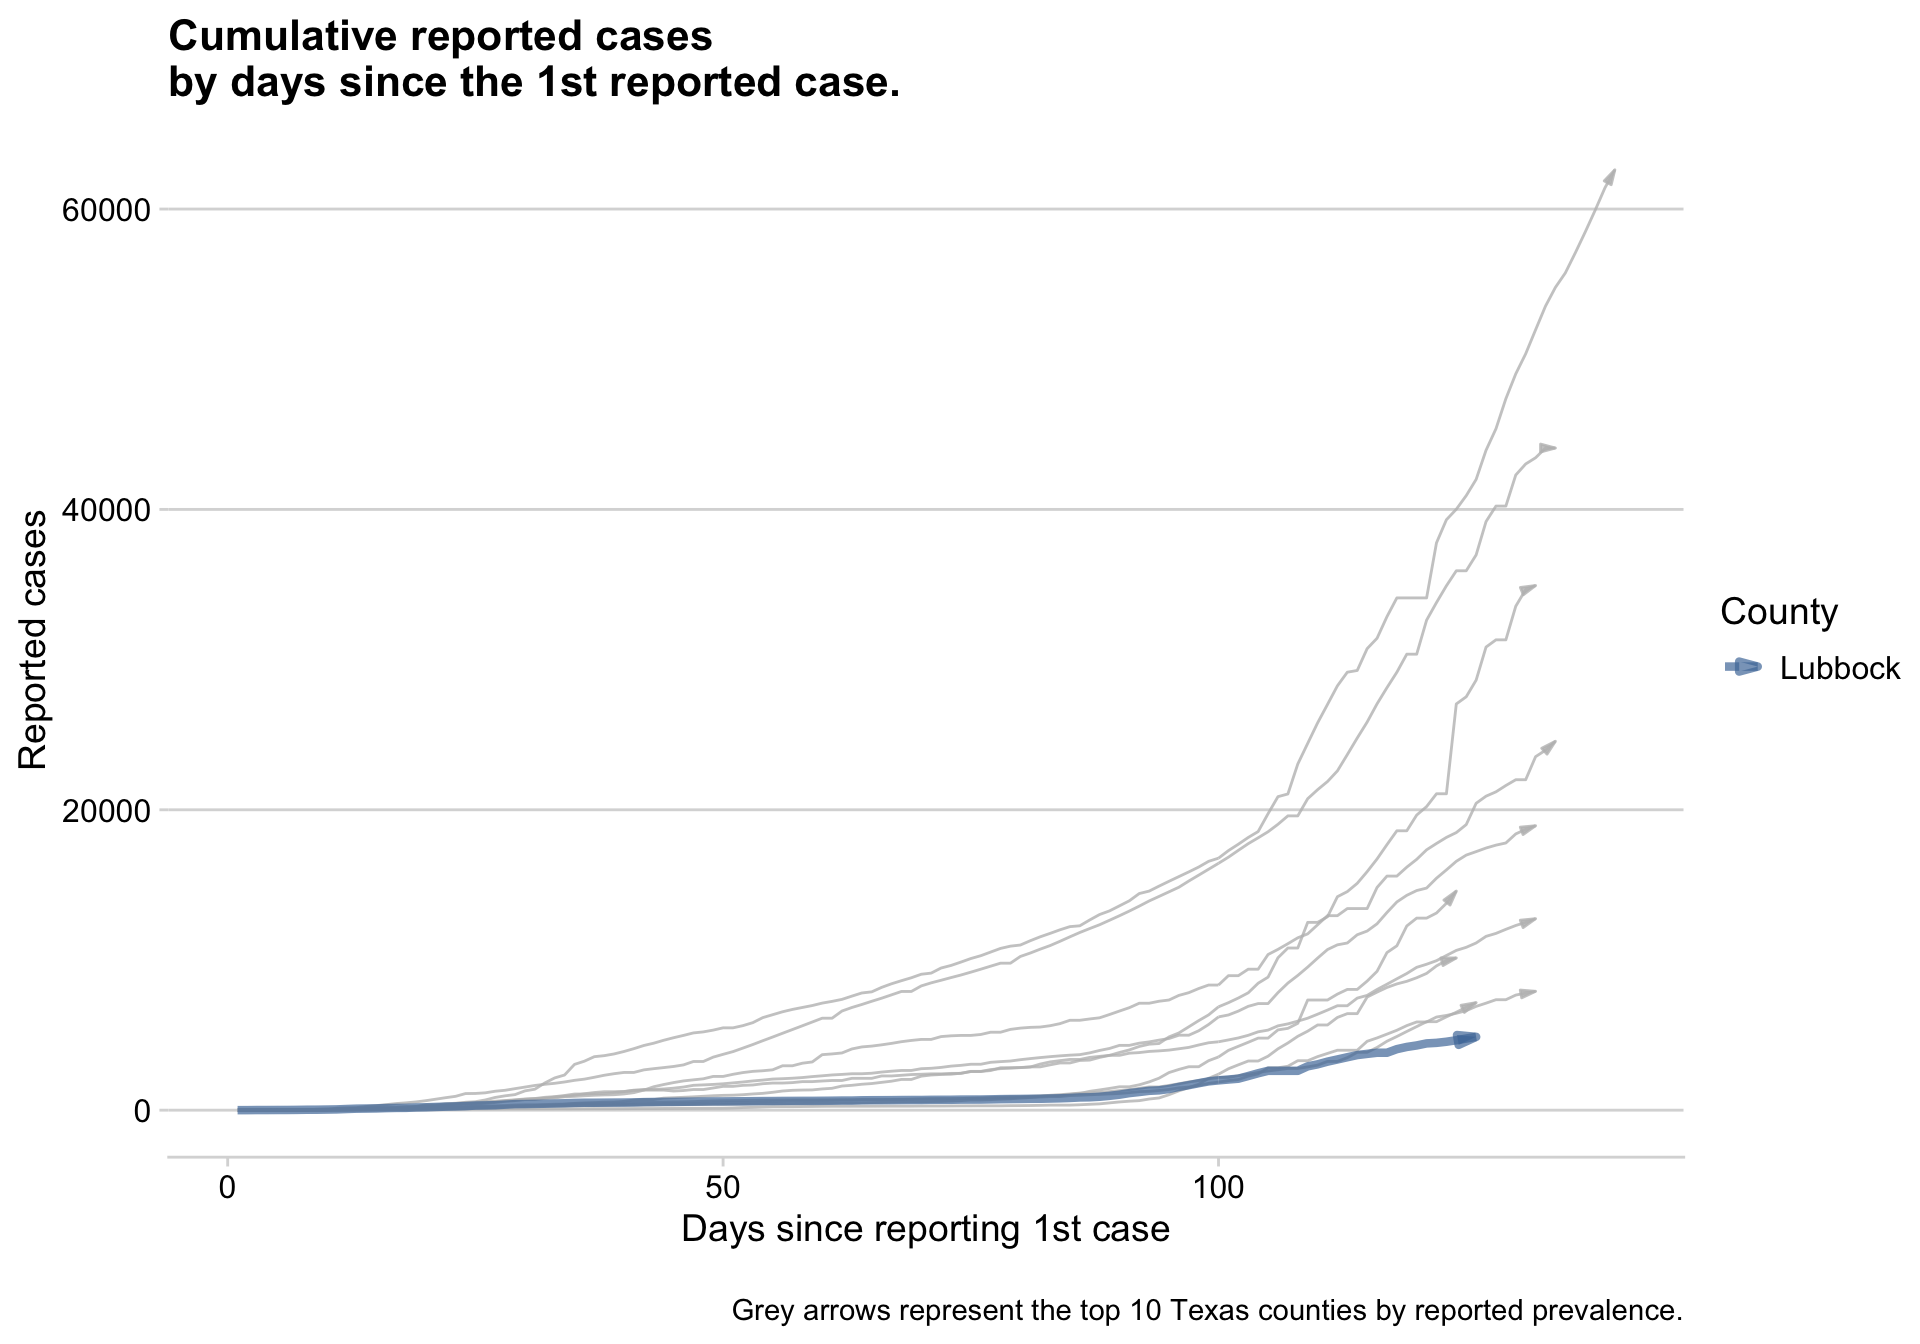 Cumulative reported cases
by days since the 1st reported case.
60000
40000
20000
0
Reported cases
0 50 100
Days since reporting 1st case
County
Lubbock
Grey arrows represent the top 10 Texas counties by reported prevalence.